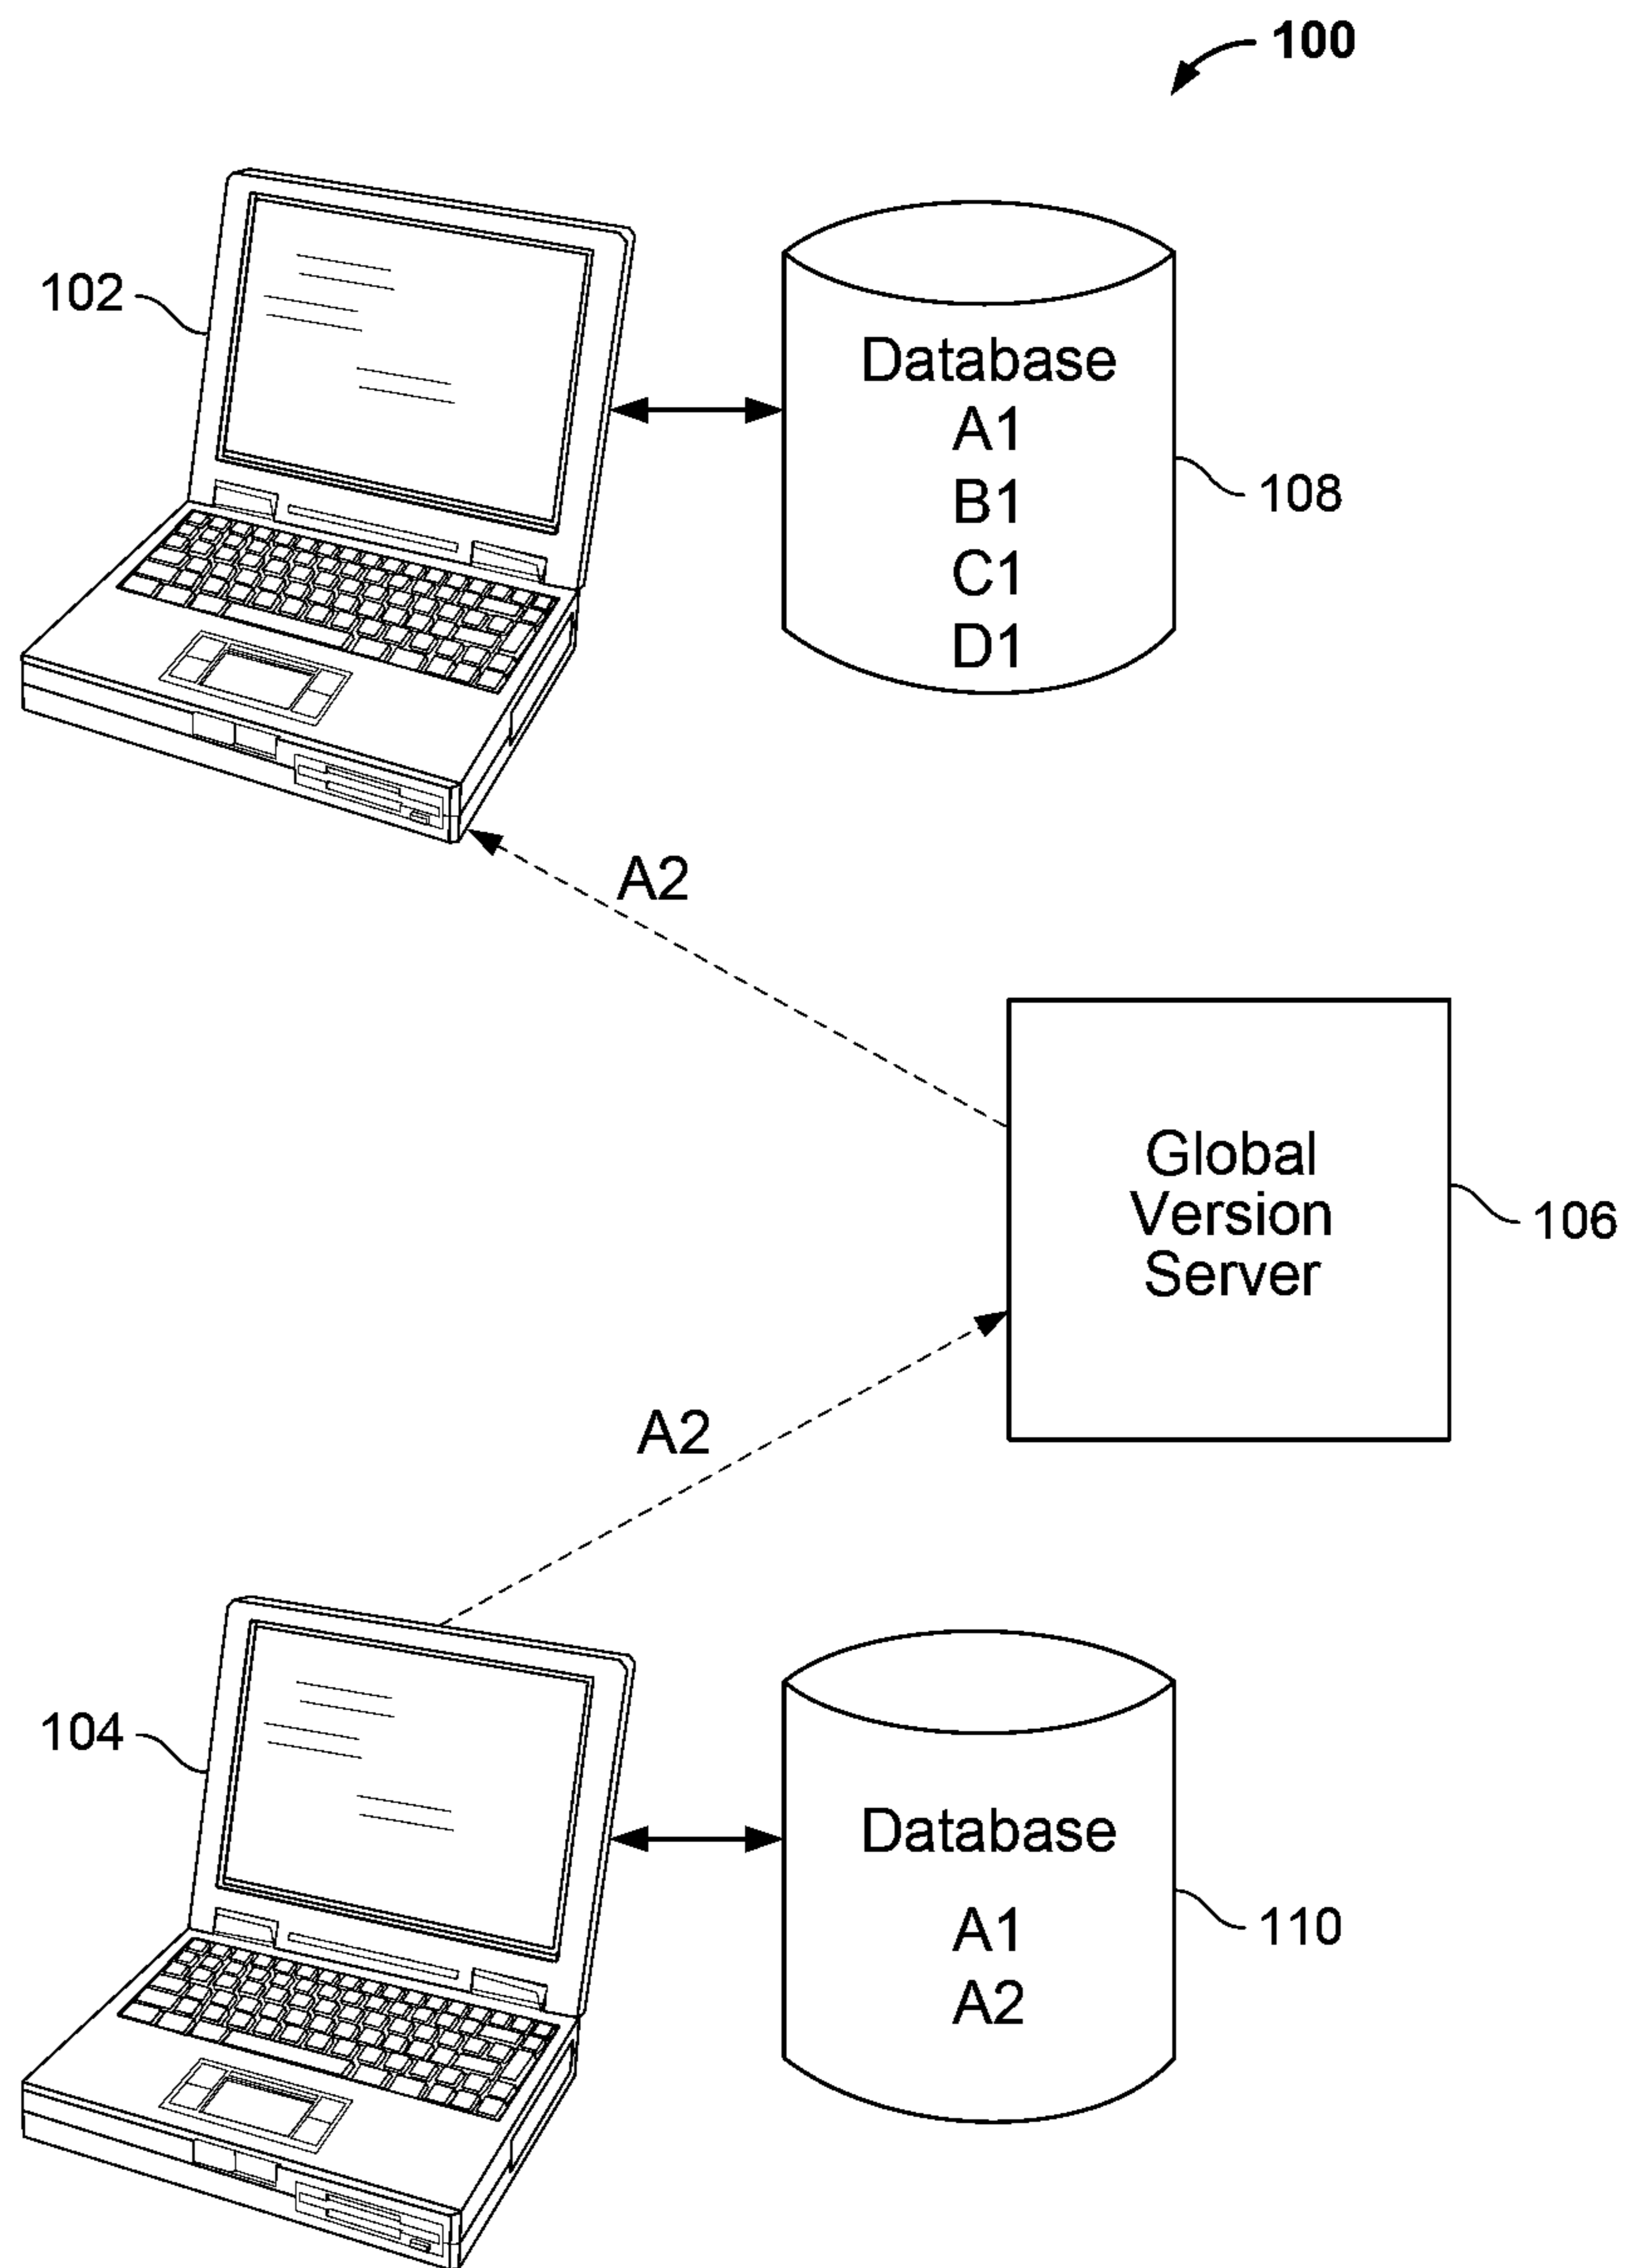 100
102
Database
A1
B1
C1
D1
108
A2
Global
Version
Server
106
A2
104
Database
A1
A2
110